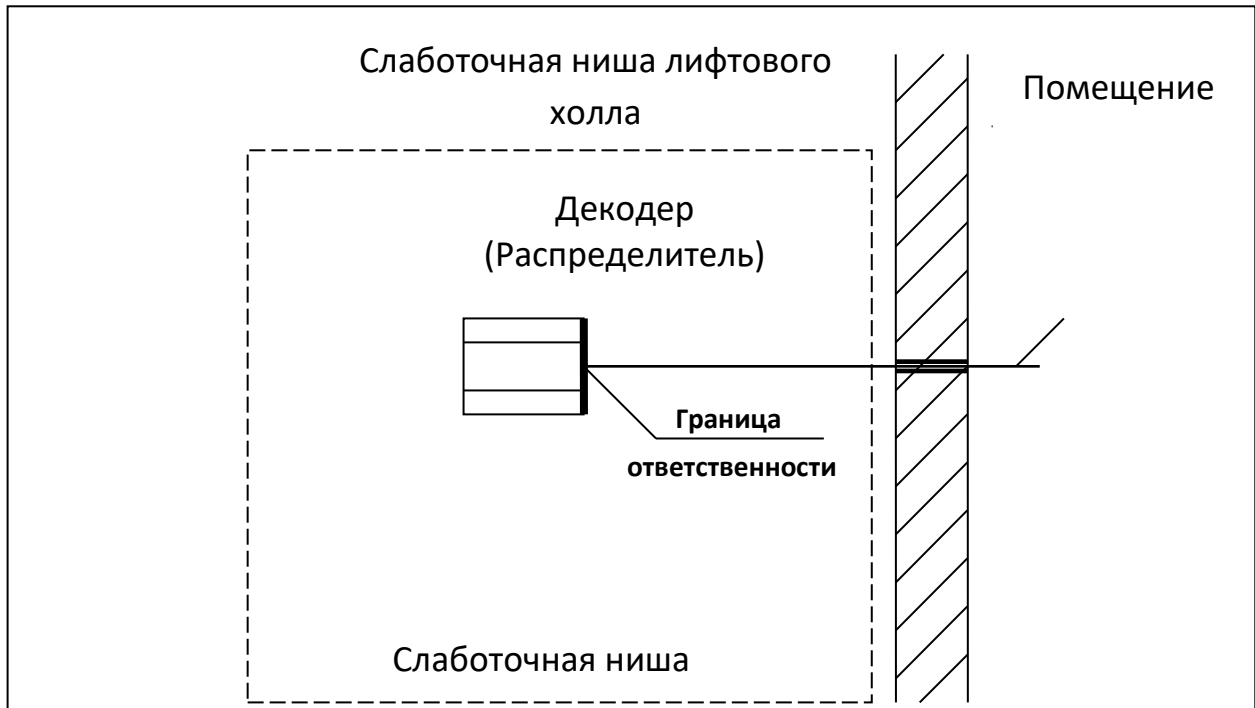 Слаботочная ниша лифтового
холла
Помещение
Декодер
(Распределитель)
Граница
ответственности
Слаботочная ниша